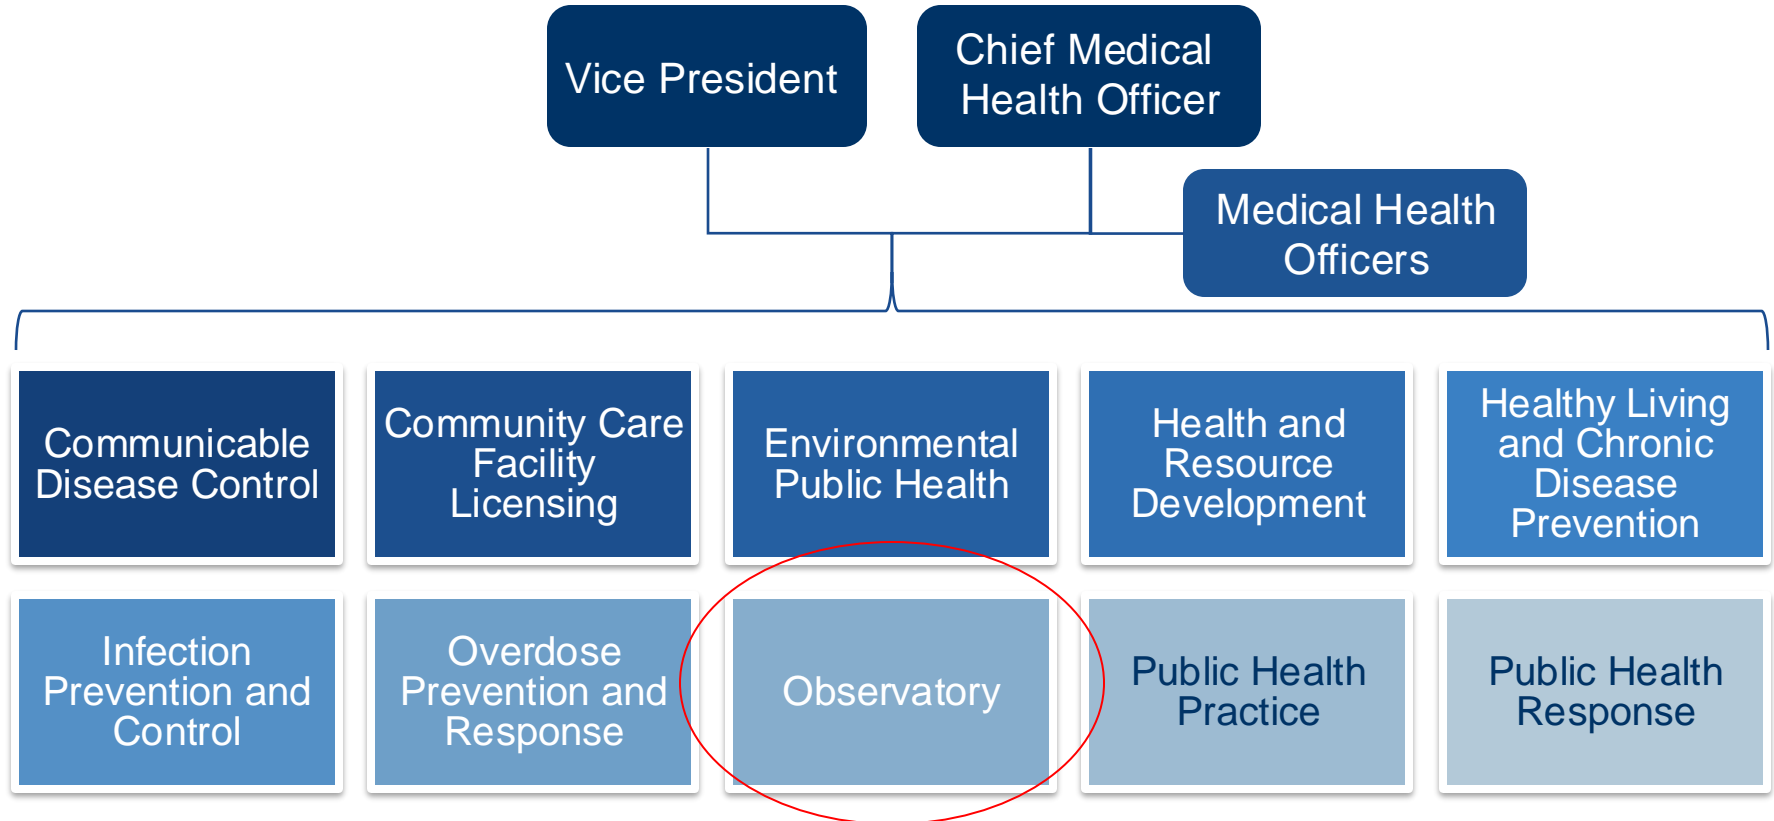 Vice President
Chief Medical
Health Officer
Medical Health
Officers
Communicable
Disease Control
Community Care
Facility
Licensing
Environmental
Public Health
Health and
Resource
Development
Healthy Living
and Chronic
Disease
Prevention
Infection
Prevention and
Control
Overdose
Prevention and
Response
Observatory
Public Health
Practice
Public Health
Response